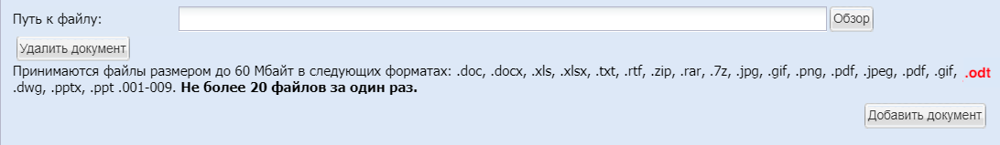 Путь к файлу: Обзор
Удалить документ
Принимаются файлы размером до 60 Мбайт в следующих форматах: .doc, .docx, .xls, .xlsx, .txt, .rtf, .zip, .rar, .7z, .jpg, .gif, .png, .pdf, .jpeg, .pdf, .gif, .odt
.dwg, .pptx, .ppt .001-009. Не более 20 файлов за один раз.
Добавить документ